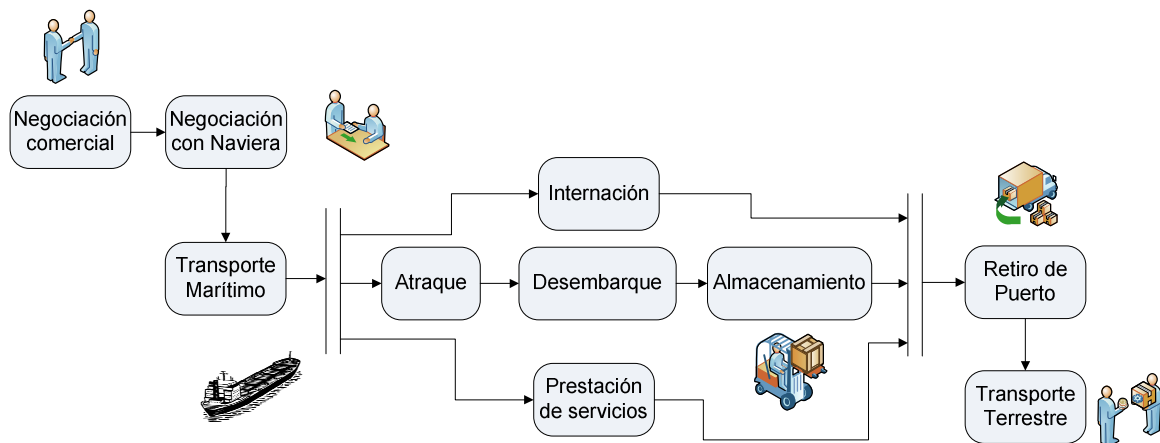 Negociación
comercial
Negociación
con Naviera
Transporte
Marítimo
Internación
Atraque
Desembarque
Almacenamiento
Prestación
de servicios
Retiro de
Puerto
Transporte
Terrestre